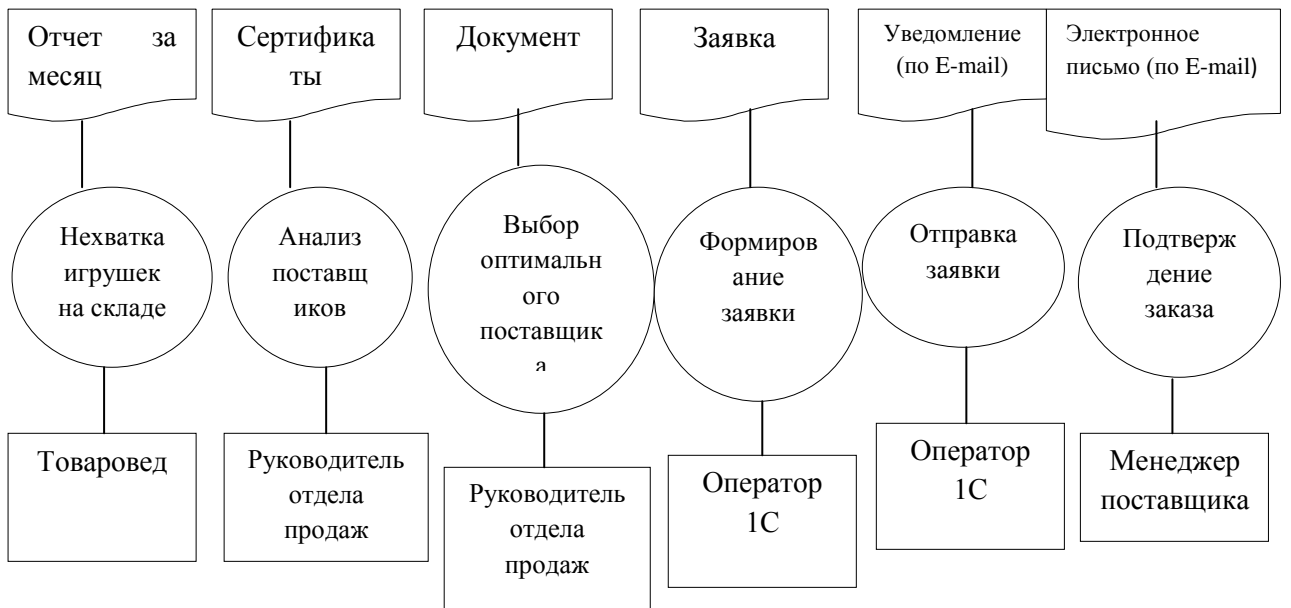 Отчет за
месяц
Сертифика
ты
Документ
Заявка
Уведомление
(по E-mail)
Электронное
письмо (по E-mail)
Нехватка
игрушек
на складе
Анализ
поставщ
иков
Выбор
оптимальн
ого
поставщик
а
Формиров
ание
заявки
Отправка
заявки
Подтверж
дение
заказа
Товаровед
Руководитель
отдела
продаж
Руководитель
отдела
продаж
Оператор
1С
Оператор
1С
Менеджер
поставщика